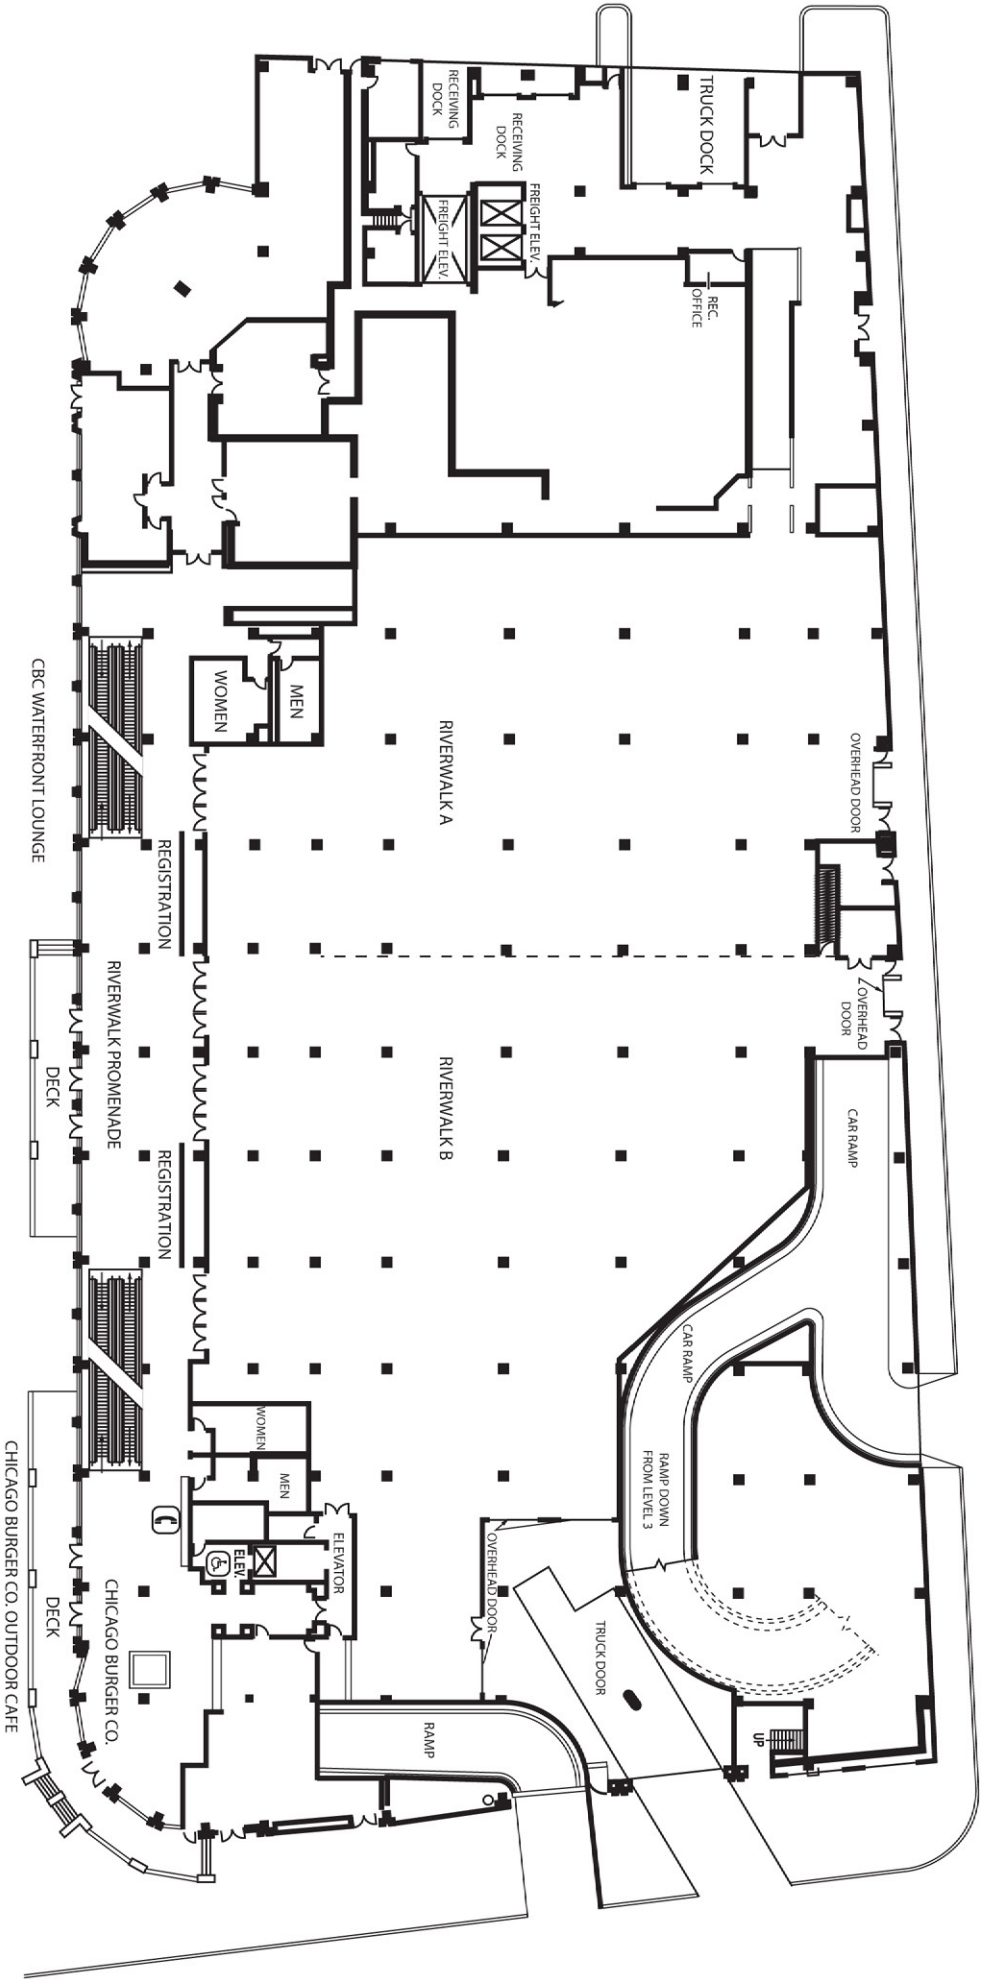 TRUCK DOCK
RECEIVING
DOCK
RECEIVING
DOCK
FREIGHT ELEV.
FREIGHT ELEV.
REC.
OFFICE
MEN
WOMEN
CBC WATERFRONT LOUNGE
RIVERWALK A
OVERHEAD DOOR
REGISTRATION
OVERHEAD
DOOR
RIVERWALK PROMENADE
DECK
RIVERWALK B
CAR RAMP
REGISTRATION
CAR RAMP
RAMP DOWN
FROM LEVEL 3
WOMEN
MEN
ELEVATOR
ELEV.
OVERHEAD DOOR
TRUCK DOOR
CHICAGO BURGER CO.
DECK
CHICAGO BURGER CO. OUTDOOR CAFE
RAMP
UP